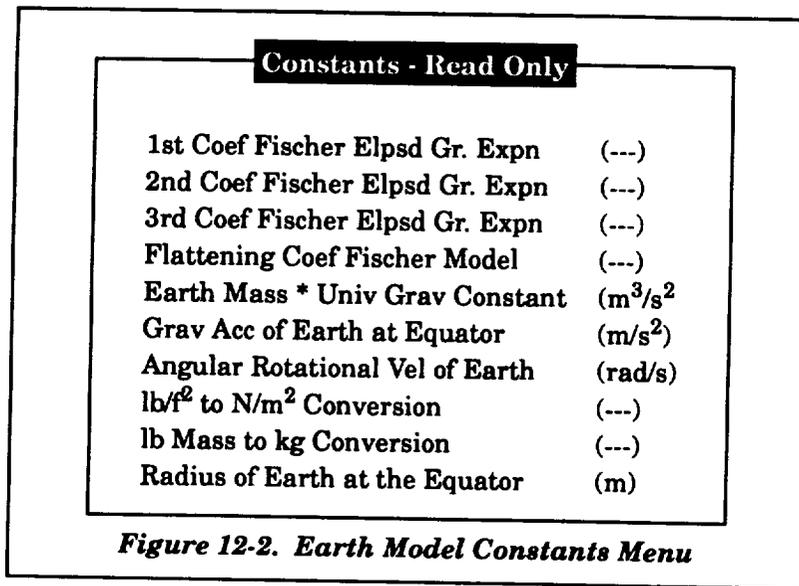 Constants - Read Only
1st Coef Fischer Elpsd Gr. Expn (---)
2nd Coef Fischer Elpsd Gr. Expn (---)
3rd Coef Fischer Elpsd Gr. Expn (---)
Flattening Coef Fischer Model (---)
Earth Mass * Univ Grav Constant (m³/s²
Grav Acc of Earth at Equator (m/s²)
Angular Rotational Vel of Earth (rad/s)
lb/f² to N/m² Conversion (---)
lb Mass to kg Conversion (---)
Radius of Earth at the Equator (m)
Figure 12-2. Earth Model Constants Menu